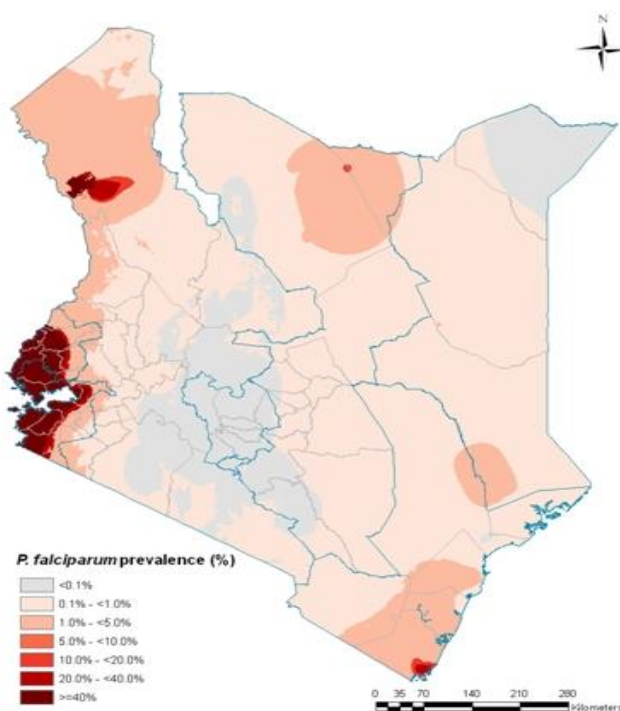 N
P. falciparum prevalence (%)
<0.1%
0.1% - <1.0%
1.0% - <5.0%
5.0% - <10.0%
10.0% - <20.0%
20.0% - <40.0%
>=40%
0 35 70 140 210 280
Kilometers